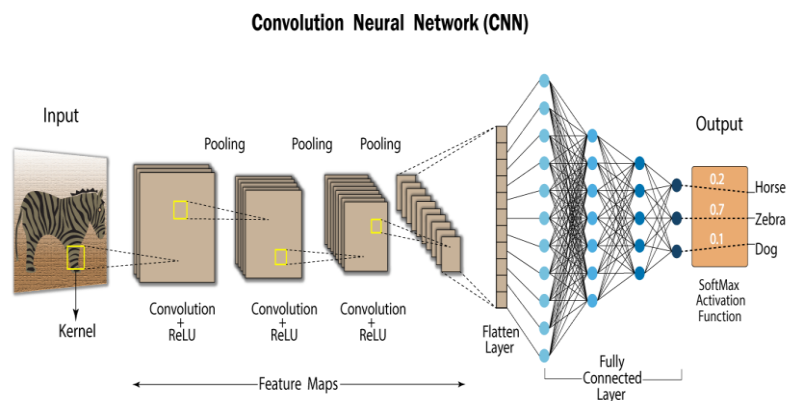 Convolution Neural Network (CNN)
Input
Pooling
Pooling
Pooling
Output
0.2
Horse
0.7
Zebra
0.1
Dog
SoftMax
Activation
Function
Kernel
Convolution
+
ReLU
Convolution
+
ReLU
Convolution
+
ReLU
Flatten
Layer
Fully
Connected
Layer
Feature Maps